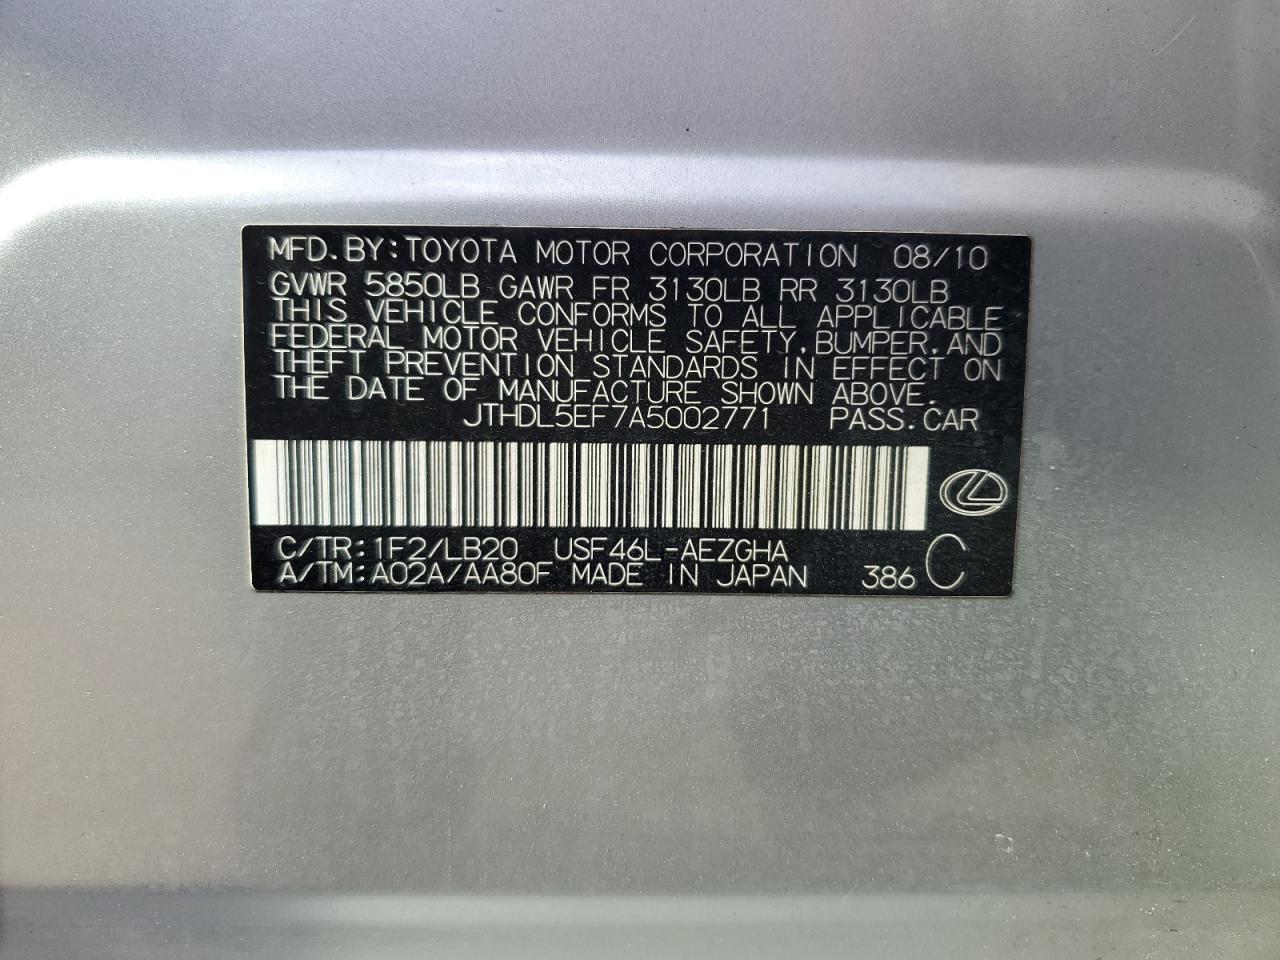 MFD.BY:TOYOTA MOTOR CORPORATION 08/10
GVWR 5850LB GAWR FR 3130LB RR 3130LB
THIS VEHICLE CONFORMS TO ALL APPLICABLE
FEDERAL MOTOR VEHICLE SAFETY,BUMPER,AND
THEFT PREVENTION STANDARDS IN EFFECT ON
THE DATE OF MANUFACTURE SHOWN ABOVE.
JTHDL5EF7A5002771 PASS.CAR
C/TR:1F2/LB20 USF46L-AEZGHA
A/TM:A02A/AA80F MADE IN JAPAN 386 C